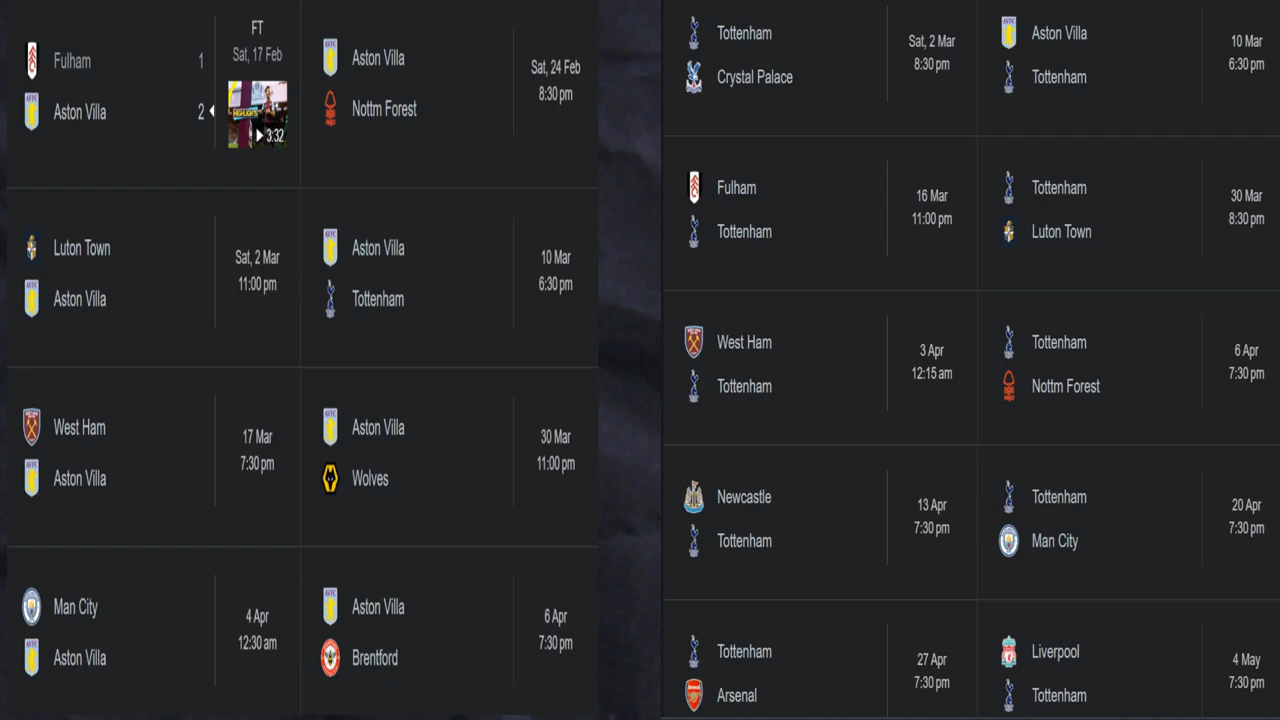 Fulham 1
Aston Villa 2
FT
Sat, 17 Feb
HIGHLIGHTS
3:32
Aston Villa
Nottm Forest
Sat, 24 Feb
8:30 pm
Luton Town
Aston Villa
Sat, 2 Mar
11:00 pm
Aston Villa
Tottenham
10 Mar
6:30 pm
West Ham
Aston Villa
17 Mar
7:30 pm
Aston Villa
Wolves
30 Mar
11:00 pm
Man City
Aston Villa
4 Apr
12:30 am
Aston Villa
Brentford
6 Apr
7:30 pm
Tottenham
Crystal Palace
Sat, 2 Mar
8:30 pm
Aston Villa
Tottenham
10 Mar
6:30 pm
Fulham
Tottenham
16 Mar
11:00 pm
Tottenham
Luton Town
30 Mar
8:30 pm
West Ham
Tottenham
3 Apr
12:15 am
Tottenham
Nottm Forest
6 Apr
7:30 pm
Newcastle
Tottenham
13 Apr
7:30 pm
Tottenham
Man City
20 Apr
7:30 pm
Tottenham
Arsenal
27 Apr
7:30 pm
Liverpool
Tottenham
4 May
7:30 pm